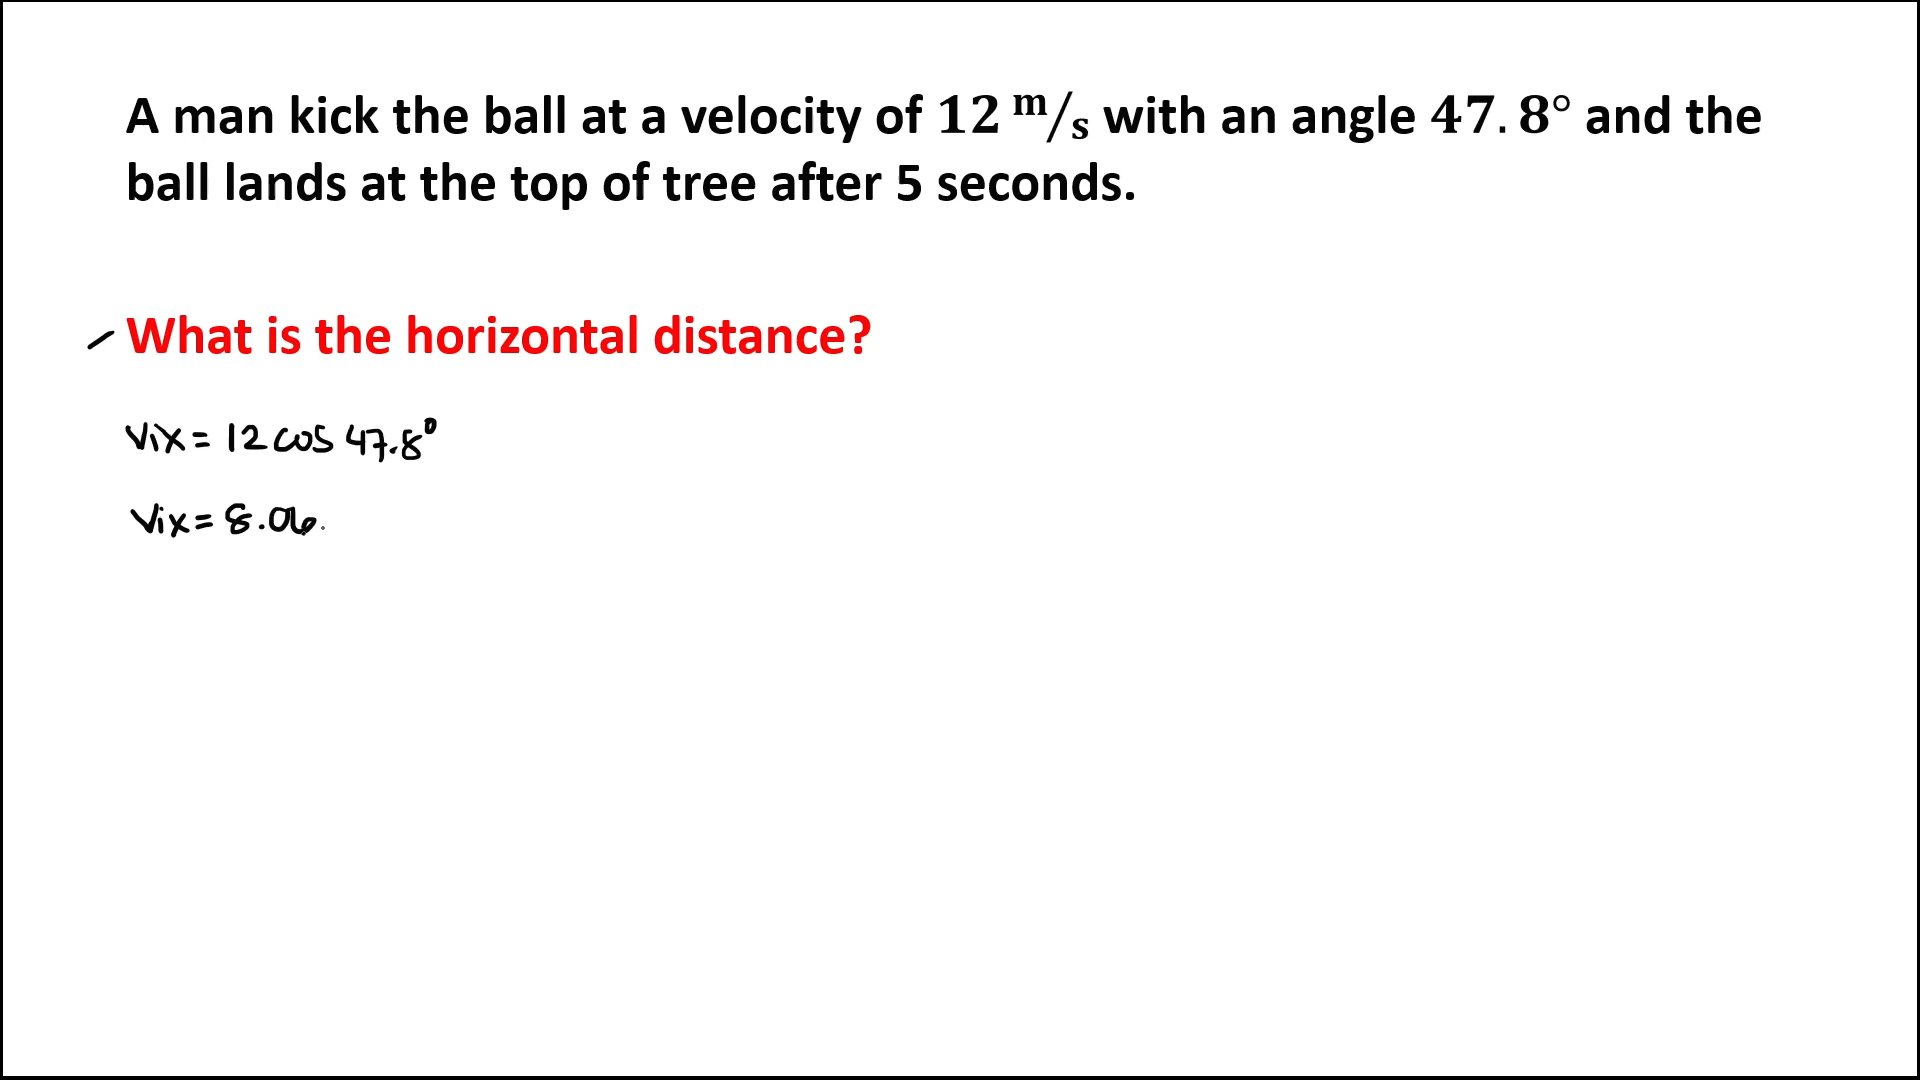 A man kick the ball at a velocity of 12 m/s with an angle 47.8° and the
ball lands at the top of tree after 5 seconds.
What is the horizontal distance?
Vix = 12 cos 47.8°
Vix = 8.06